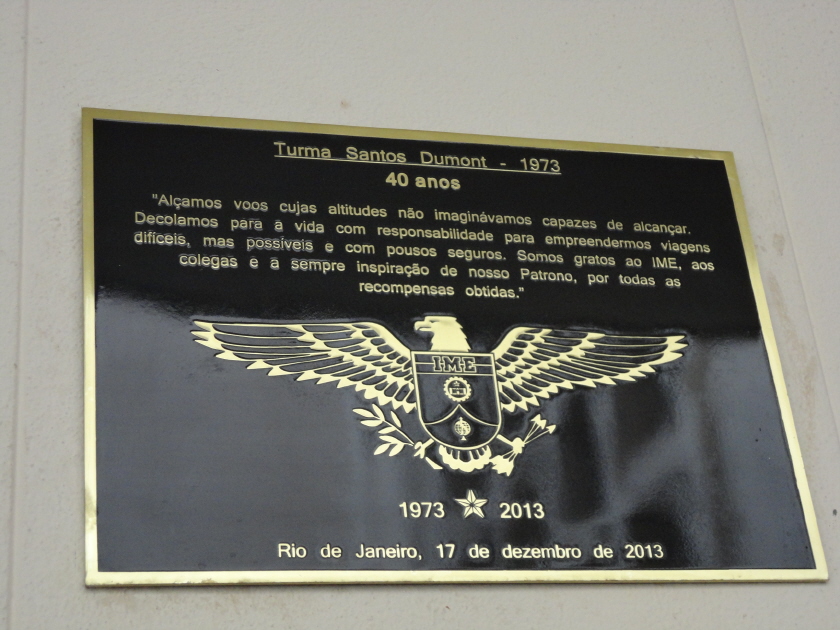 Turma Santos Dumont - 1973
40 anos
"Alçamos voos cujas altitudes não imaginávamos capazes de alcançar.
Decolamos para a vida com responsabilidade para empreendermos viagens
difíceis, mas possíveis e com pousos seguros. Somos gratos ao IME, aos
colegas e a sempre inspiração de nosso Patrono, por todas as
recompensas obtidas."
I·M·E
1973 2013
Rio de Janeiro, 17 de dezembro de 2013